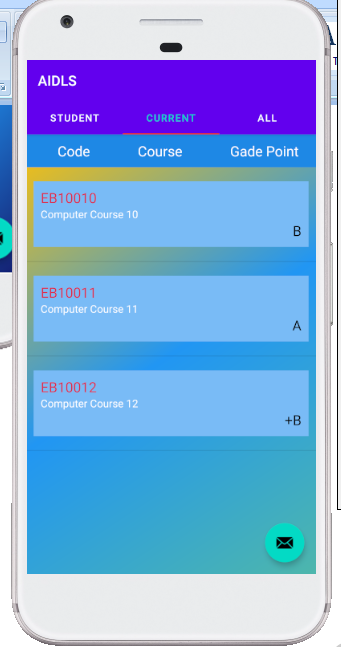 AIDLS
STUDENT CURRENT ALL
Code Course Gade Point
EB10010
Computer Course 10
B
EB10011
Computer Course 11
A
EB10012
Computer Course 12
+B